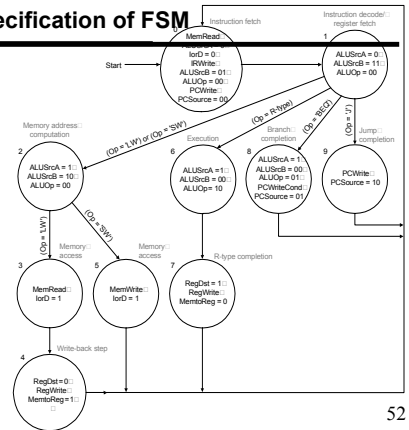 ecification of FSM
Instruction fetch
0
MemRead
IorD = 0
IRWrite
ALUSrcB = 01
ALUOp = 00
PCWrite
PCSource = 00
Start
Instruction decode/
register fetch
1
ALUSrcA = 0
ALUSrcB = 11
ALUOp = 00
(Op = 'LW') or (Op = 'SW')
(Op = R-type)
(Op = 'BEQ')
(Op = 'J')
Memory address
computation
2
ALUSrcA = 1
ALUSrcB = 10
ALUOp = 00
Execution
6
ALUSrcA = 1
ALUSrcB = 00
ALUOp = 10
Branch
completion
8
ALUSrcA = 1
ALUSrcB = 00
ALUOp = 01
PCWriteCond
PCSource = 01
Jump
completion
9
PCWrite
PCSource = 10
(Op = 'LW')
(Op = 'SW')
Memory
access
3
MemRead
IorD = 1
Memory
access
5
MemWrite
IorD = 1
R-type completion
7
RegDst = 1
RegWrite
MemtoReg = 0
Write-back step
4
RegDst = 0
RegWrite
MemtoReg = 1
52